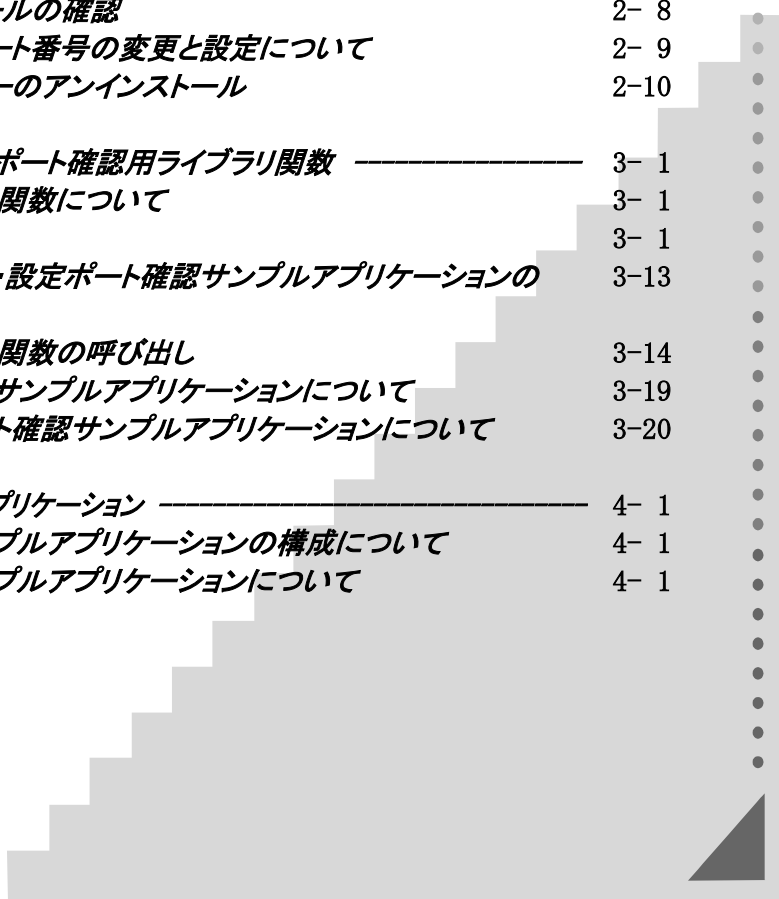 ールの確認 2- 8
ート番号の変更と設定について 2- 9
ーのアンインストール 2-10
ポート確認用ライブラリ関数 ----------------- 3- 1
関数について 3- 1
3- 1
・設定ポート確認サンプルアプリケーションの 3-13
関数の呼び出し 3-14
サンプルアプリケーションについて 3-19
ト確認サンプルアプリケーションについて 3-20
プリケーション -------------------------------- 4- 1
プルアプリケーションの構成について 4- 1
プルアプリケーションについて 4- 1